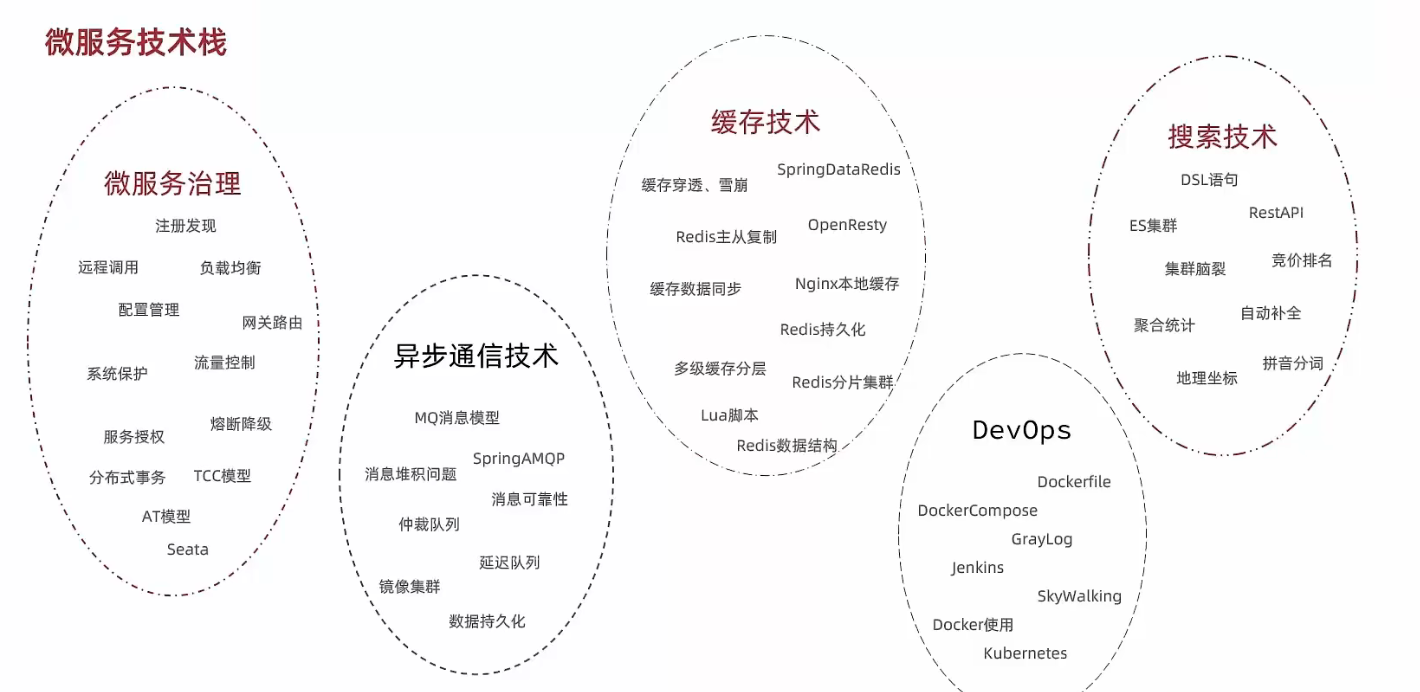 微服务技术栈
微服务治理
注册发现
远程调用
负载均衡
配置管理
网关路由
系统保护
流量控制
服务授权
熔断降级
分布式事务
TCC模型
AT模型
Seata
异步通信技术
MQ消息模型
SpringAMQP
消息堆积问题
消息可靠性
仲裁队列
延迟队列
镜像集群
数据持久化
缓存技术
SpringDataRedis
缓存穿透、雪崩
OpenResty
Redis主从复制
Nginx本地缓存
缓存数据同步
Redis持久化
多级缓存分层
Redis分片集群
Lua脚本
Redis数据结构
DevOps
Dockerfile
DockerCompose
GrayLog
Jenkins
SkyWalking
Docker使用
Kubernetes
搜索技术
DSL语句
RestAPI
ES集群
竞价排名
集群脑裂
自动补全
聚合统计
拼音分词
地理坐标